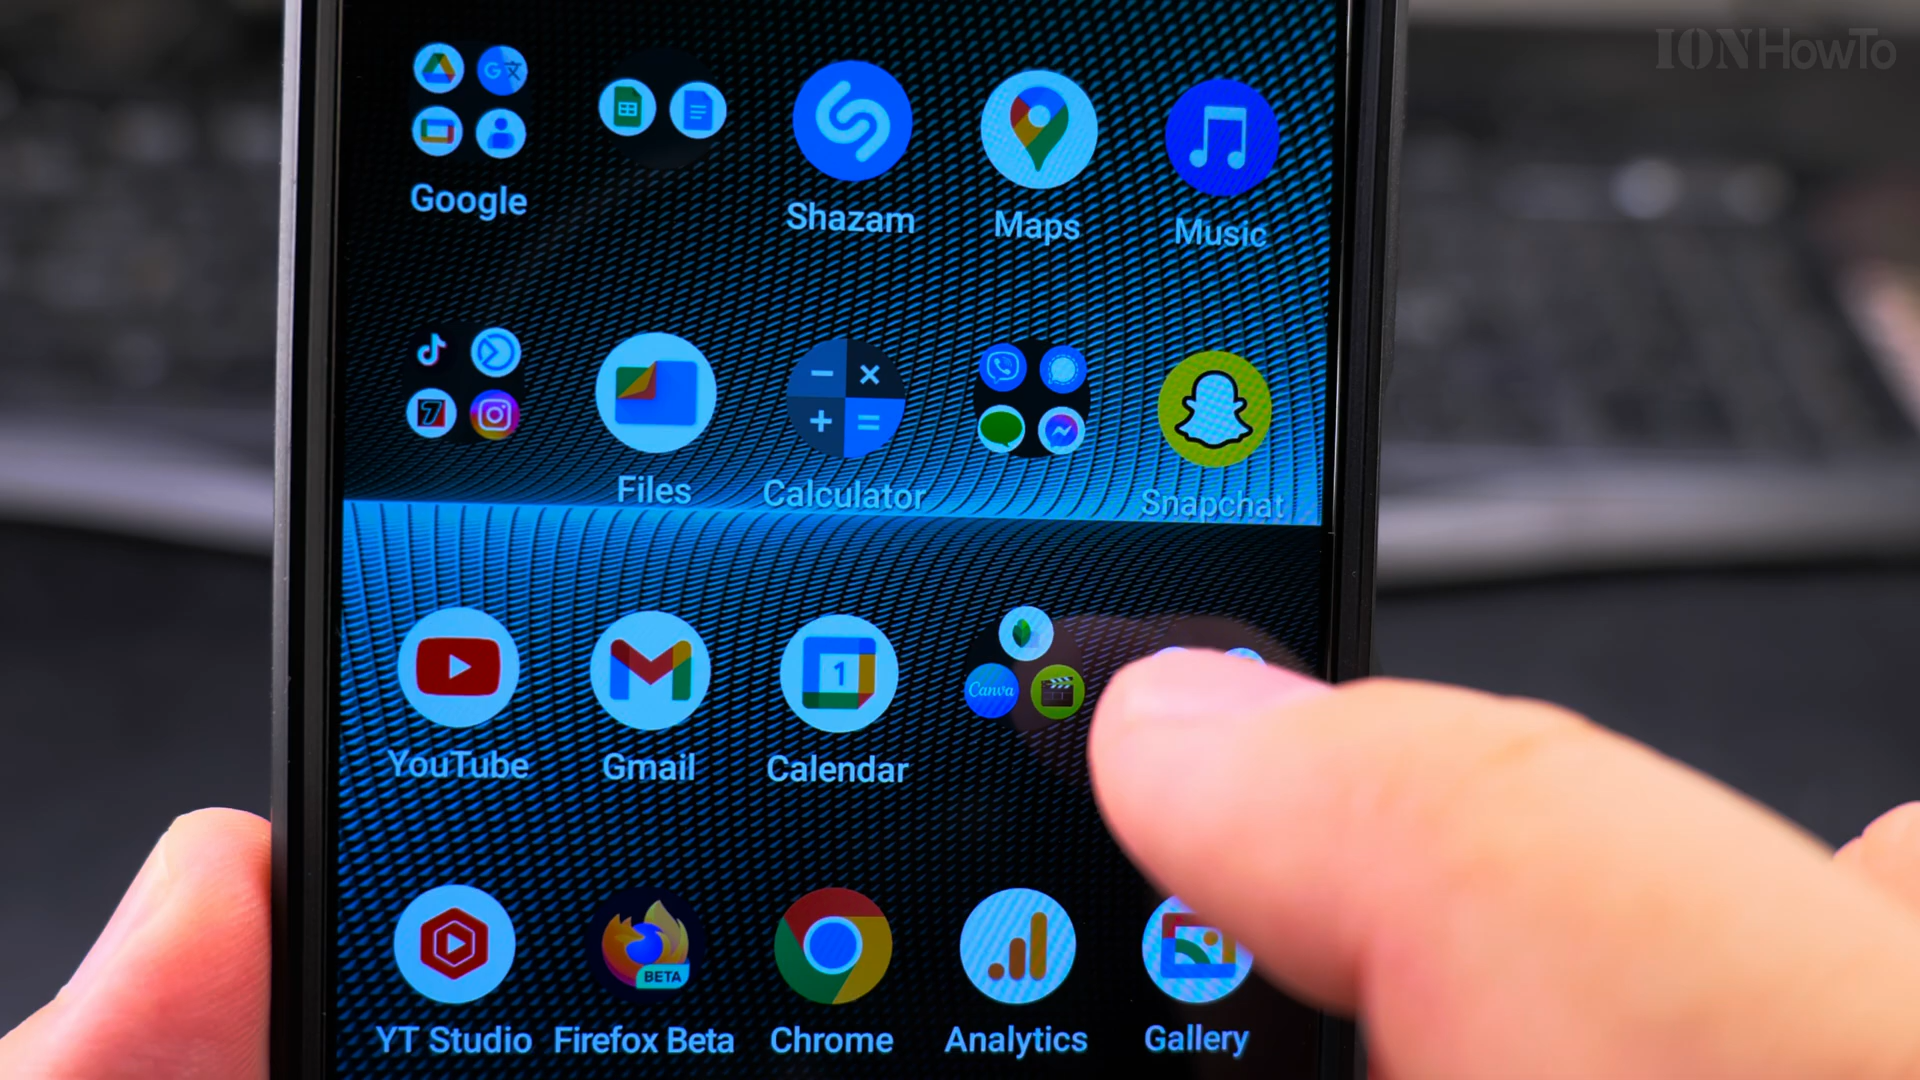 IONHowTo
Google
Shazam
Maps
Music
Files
Calculator
Snapchat
1
Canva
YouTube
Gmail
Calendar
BETA
YT Studio
Firefox Beta
Chrome
Analytics
Gallery